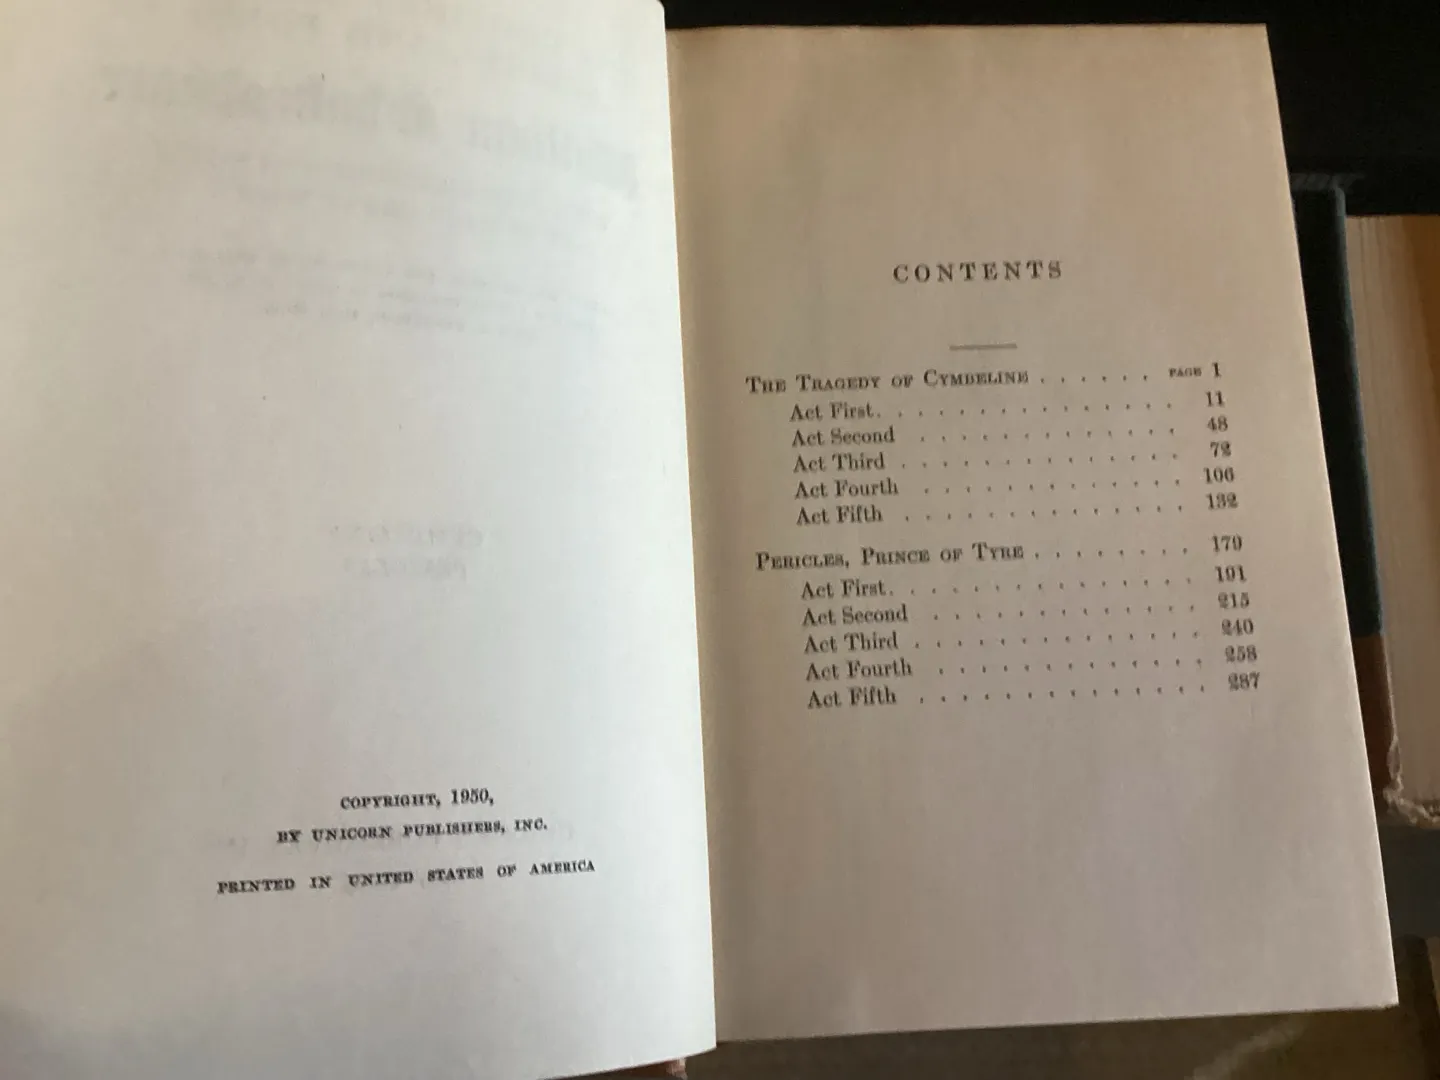 COPYRIGHT, 1950,
BY UNICORN PUBLISHERS, INC.
PRINTED IN UNITED STATES OF AMERICA
CONTENTS
THE TRAGEDY OF CYMBELINE . . . . . . PAGE 1
Act First. . . . . . . . . . . . . . . 11
Act Second . . . . . . . . . . . . . 48
Act Third . . . . . . . . . . . . . . 72
Act Fourth . . . . . . . . . . . . . 106
Act Fifth . . . . . . . . . . . . . . 132
PERICLES, PRINCE OF TYRE . . . . . . . . 179
Act First. . . . . . . . . . . . . . . 191
Act Second . . . . . . . . . . . . . 215
Act Third . . . . . . . . . . . . . . 240
Act Fourth . . . . . . . . . . . . . 258
Act Fifth . . . . . . . . . . . . . . 287